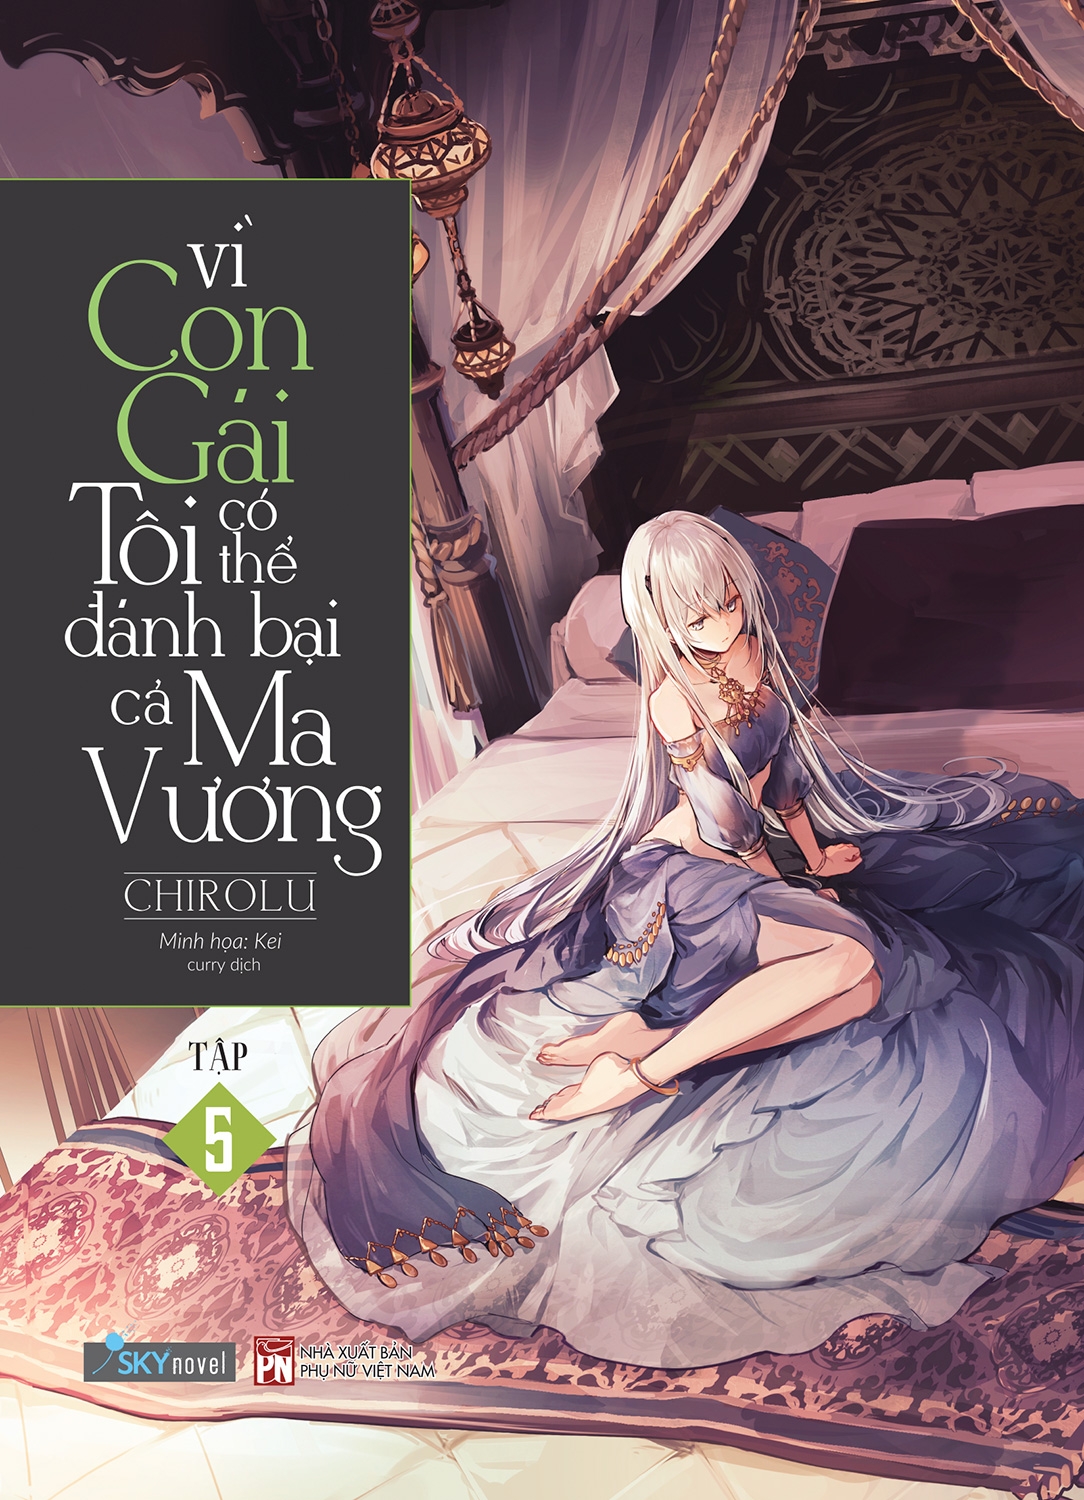 vì
Con
Gái
Tôi có thể
đánh bại
cả Ma
Vương
CHIROLU
Minh họa: Kei
curry dịch
TẬP
5
SKYnovel
PN
NHÀ XUẤT BẢN
PHỤ NỮ VIỆT NAM